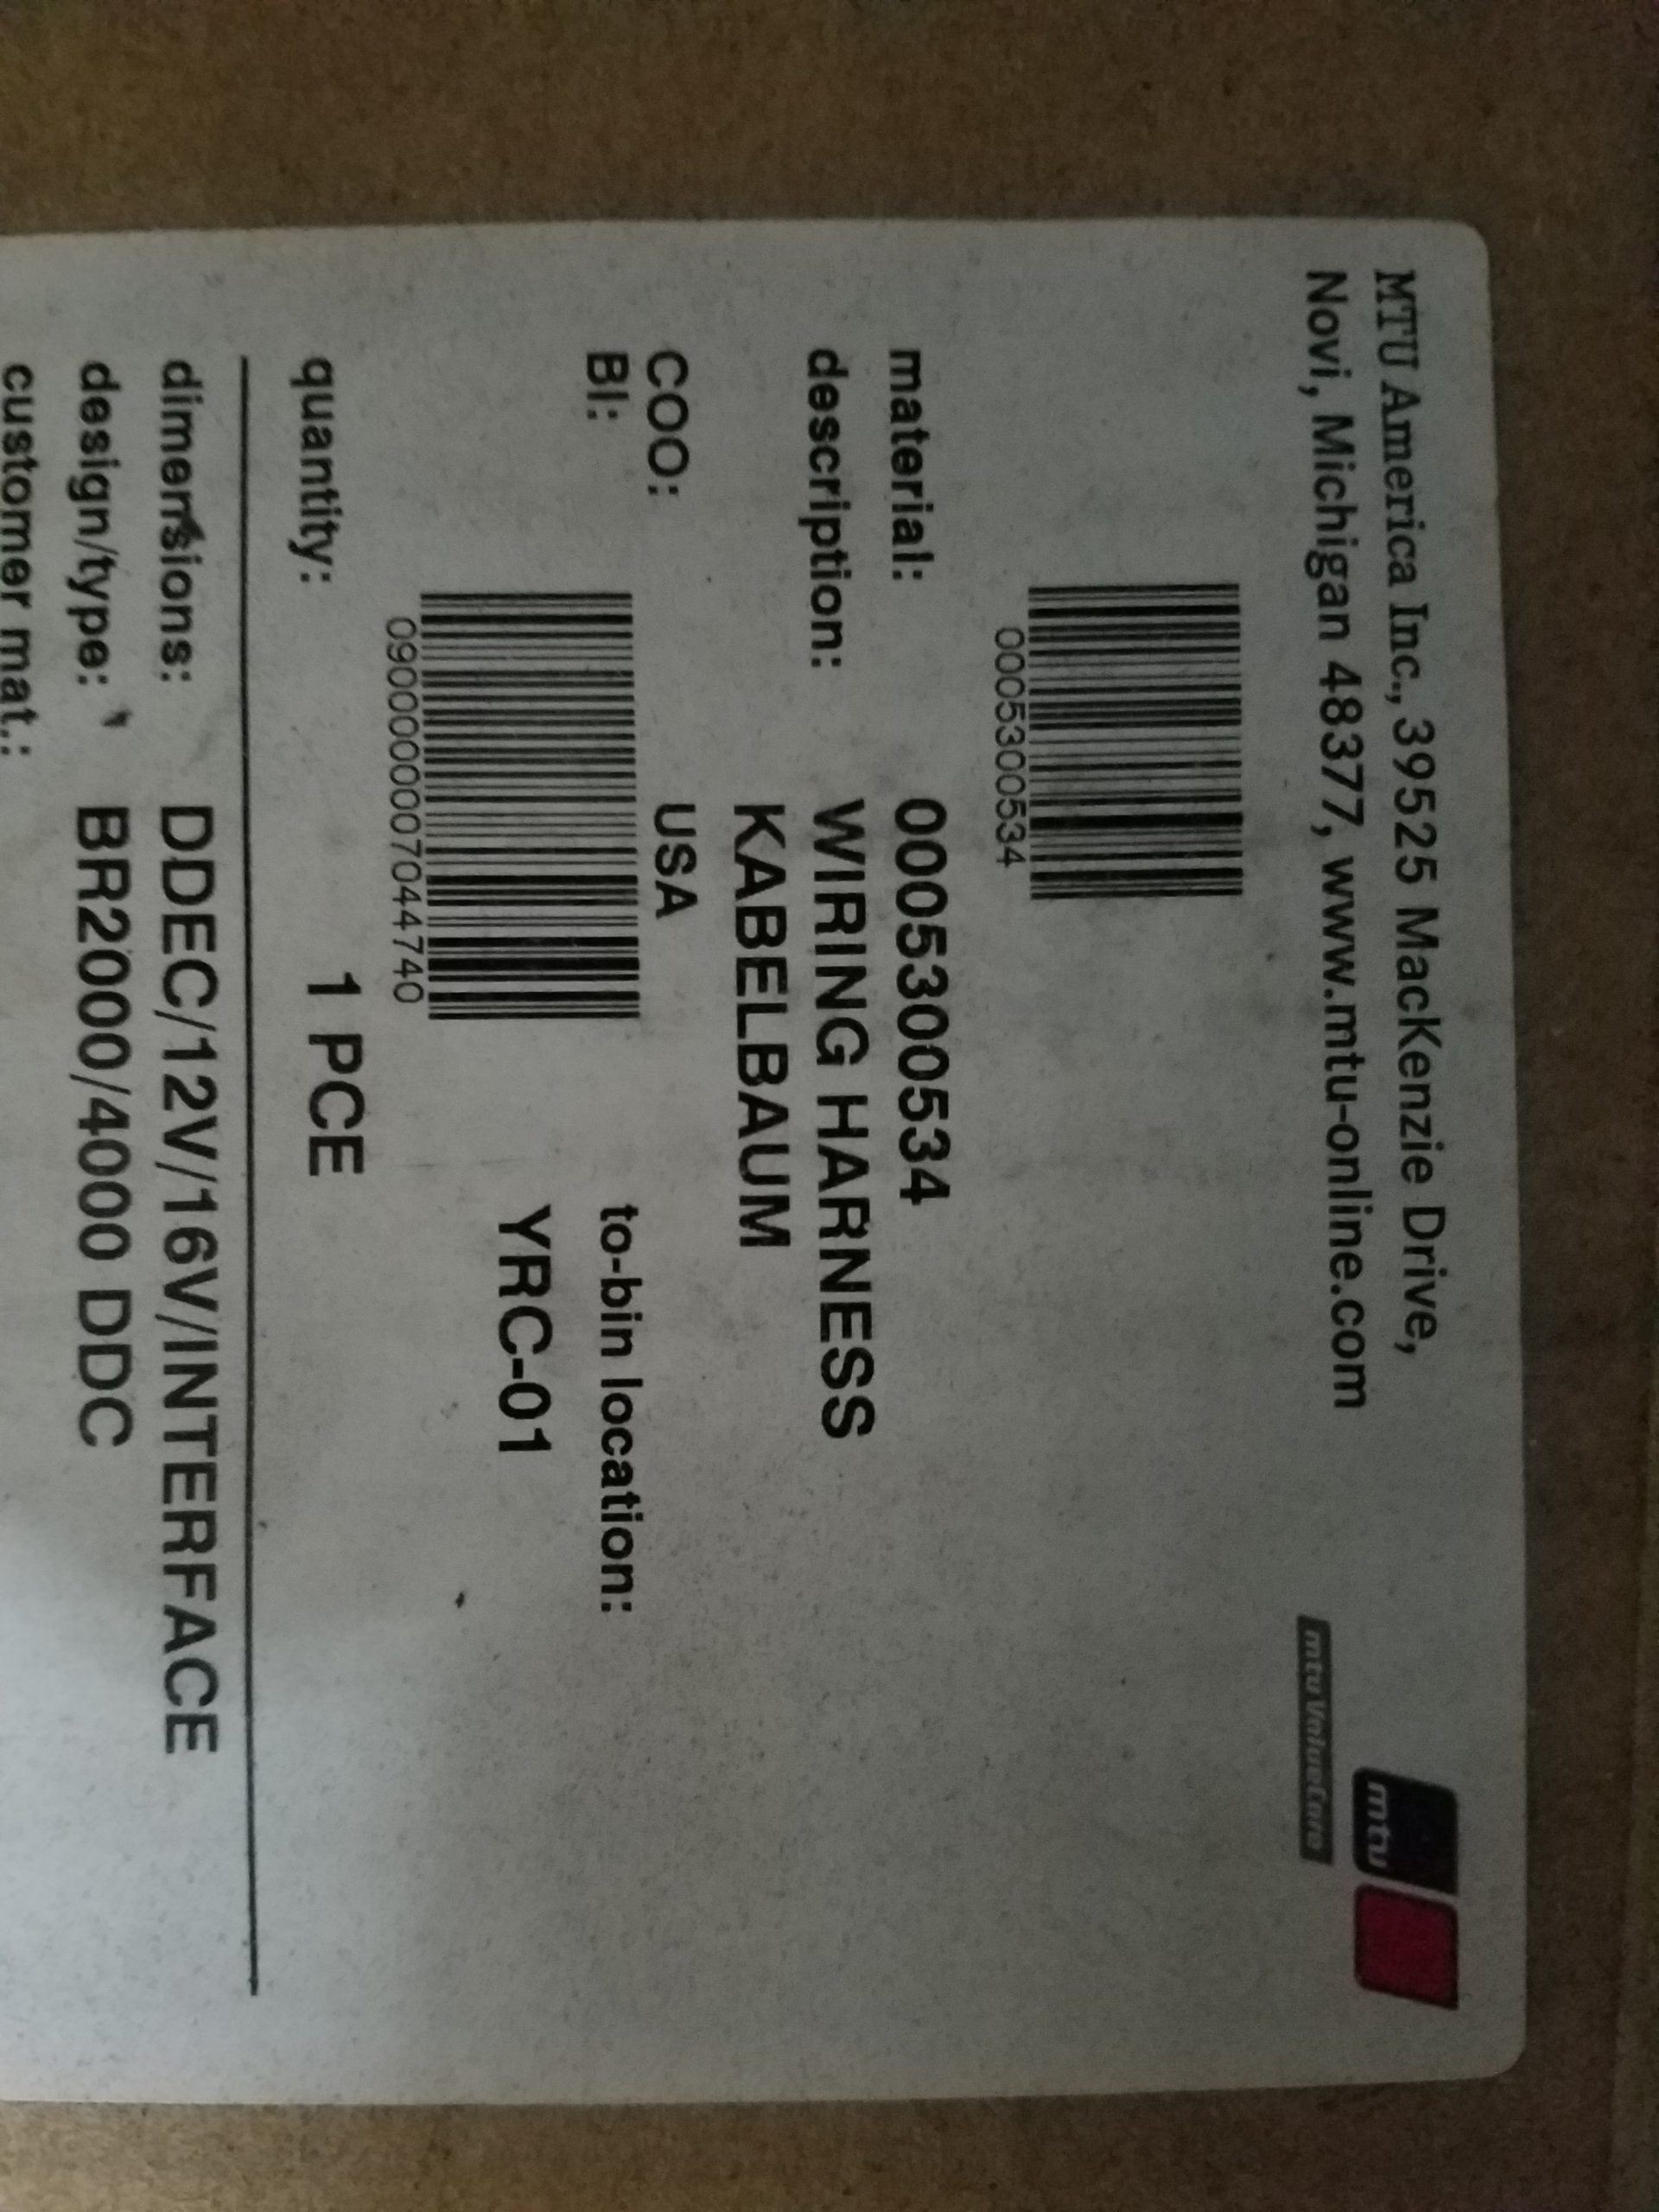 MTU America Inc., 39525 MacKenzie Drive,
Novi, Michigan 48377, www.mtu-online.com
mtu
mtu ValueCare
0005300534
material: 0005300534
description: WIRING HARNESS
KABELBAUM
COO: USA
BI:
to-bin location:
YRC-01
090000000704474​0
quantity: 1 PCE
dimensions: DDEC/12V/16V/INTERFACE
design/type: BR2000/4000 DDC
customer mat.: